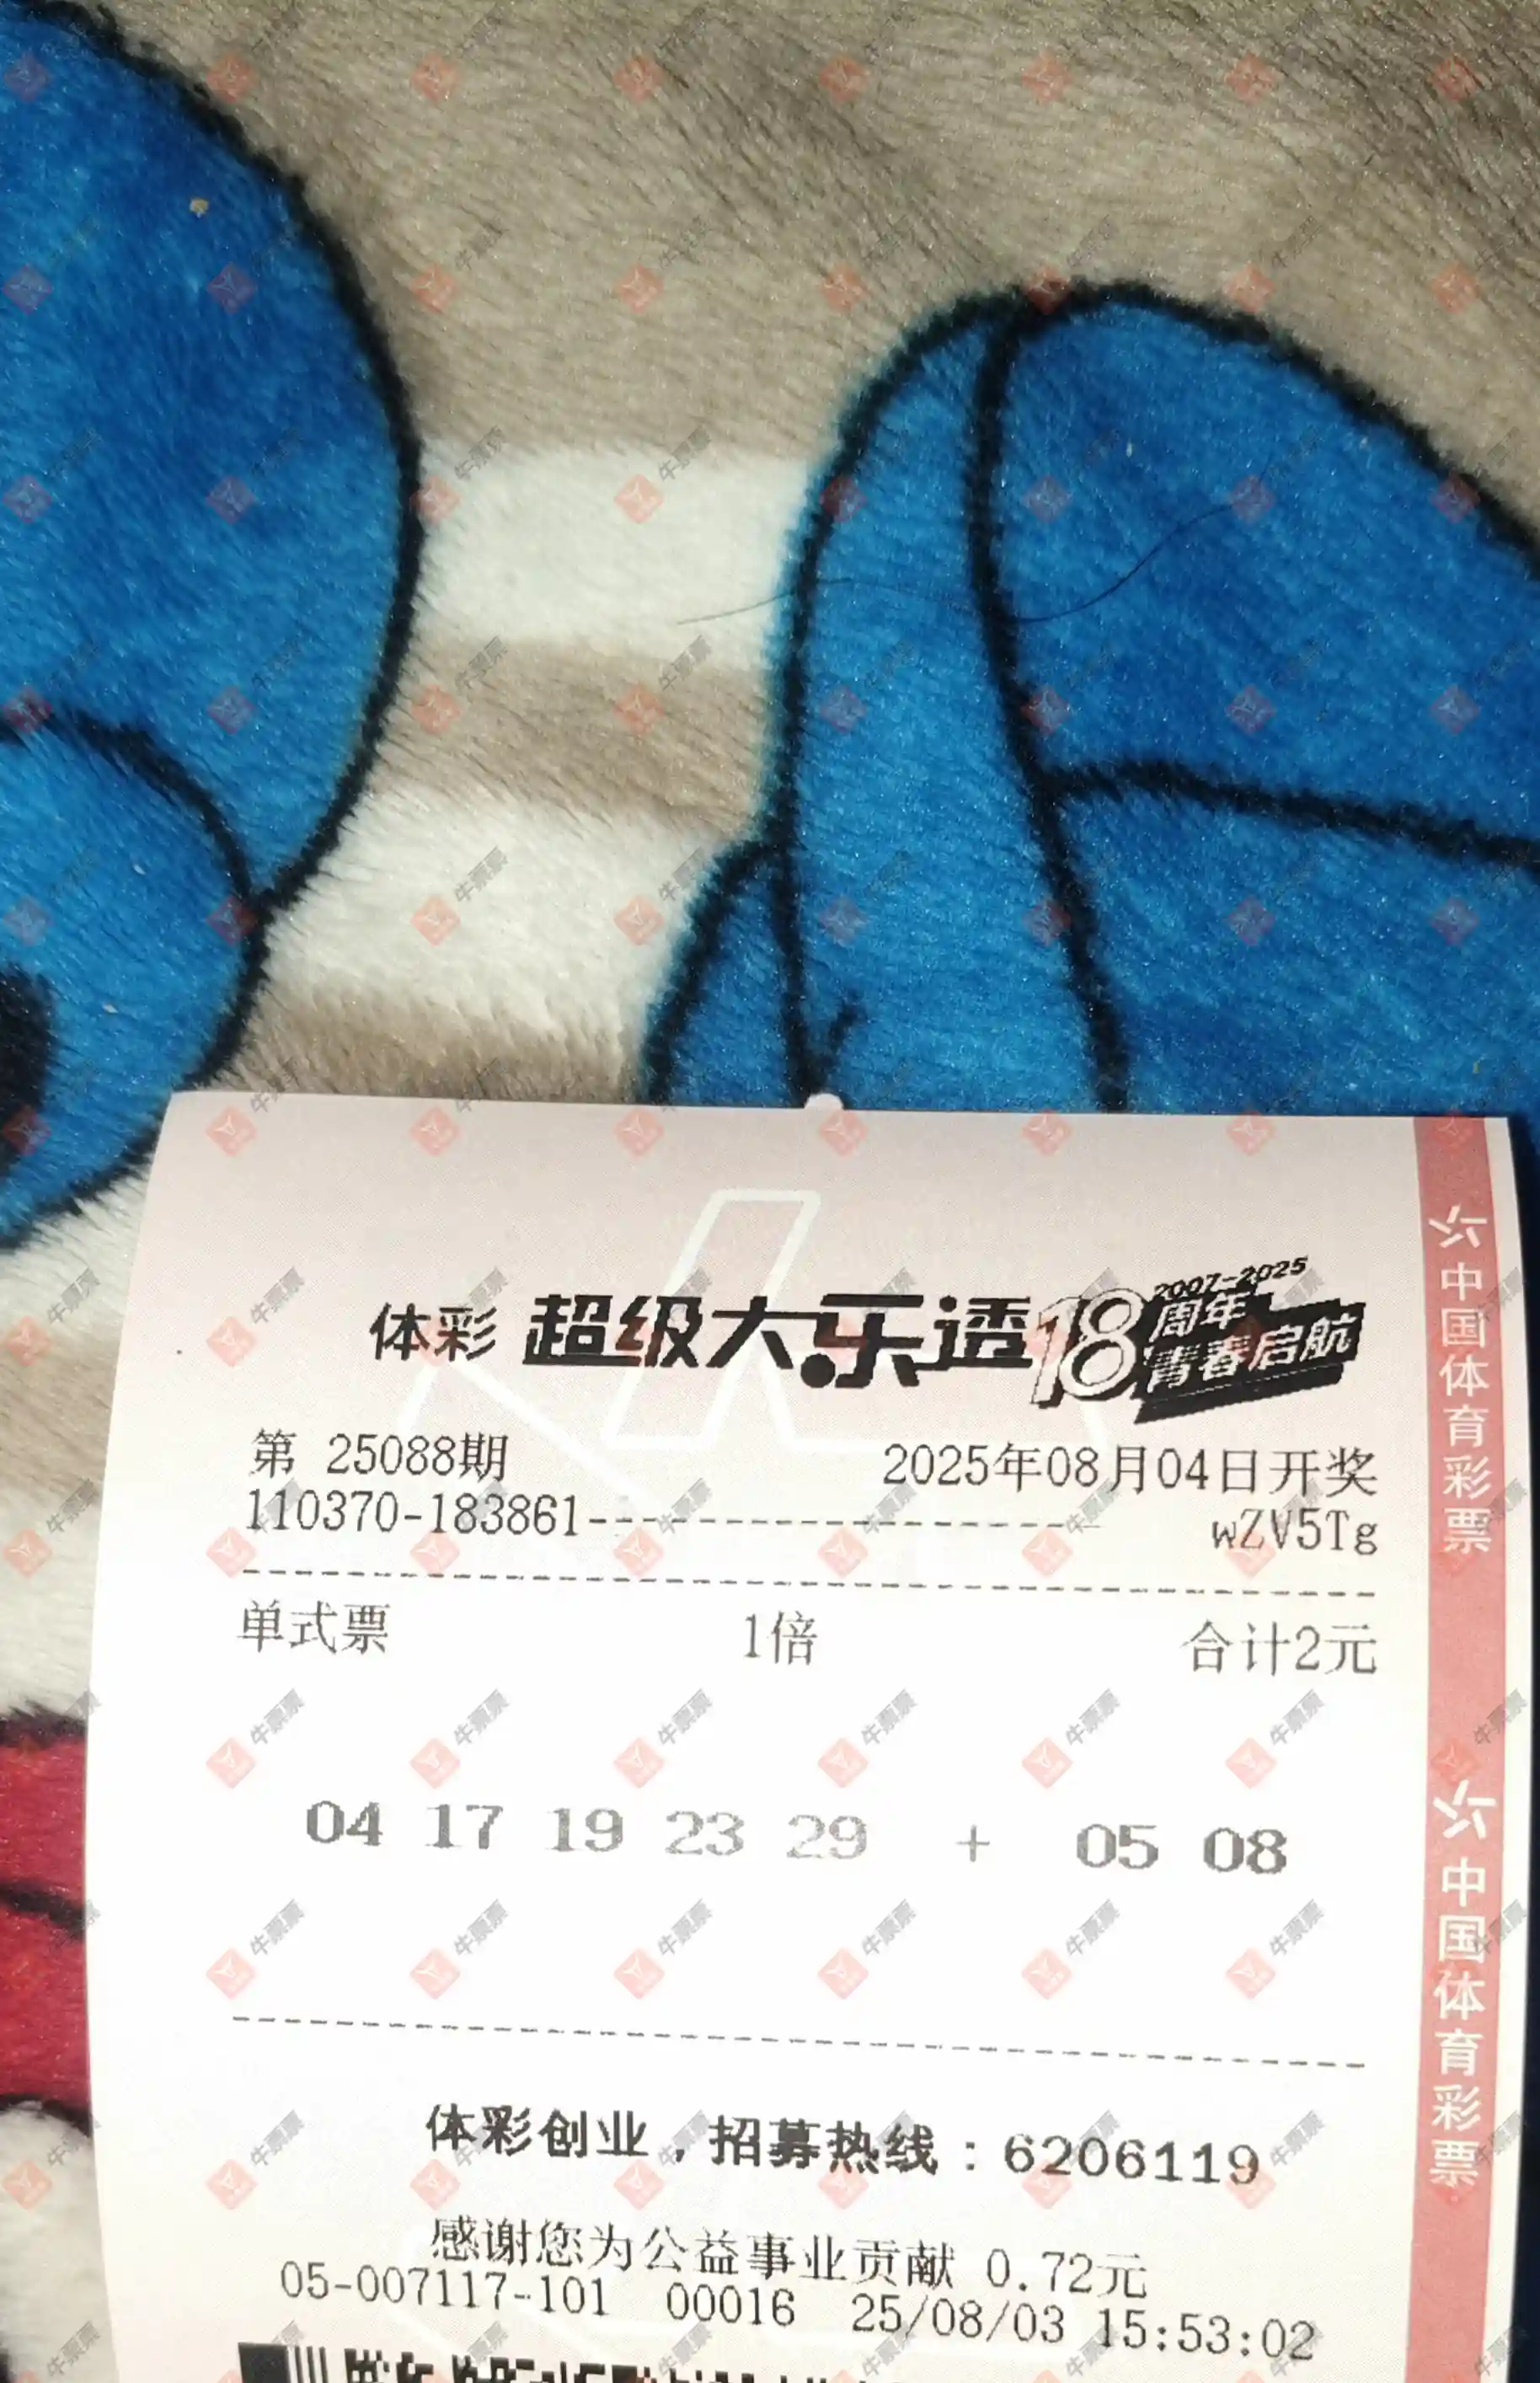 体彩 超级大乐透 18 2007-2025 周年 青春启航
第 25088期 2025年08月04日开奖
110370-183861 wZV5Tg
单式票 1倍 合计2元
04 17 19 23 29 + 05 08
体彩创业，招募热线：6206119
感谢您为公益事业贡献 0.72元
05-007117-101 00016 25/08/03 15:53:02
中国体育彩票
中国体育彩票
牛票票